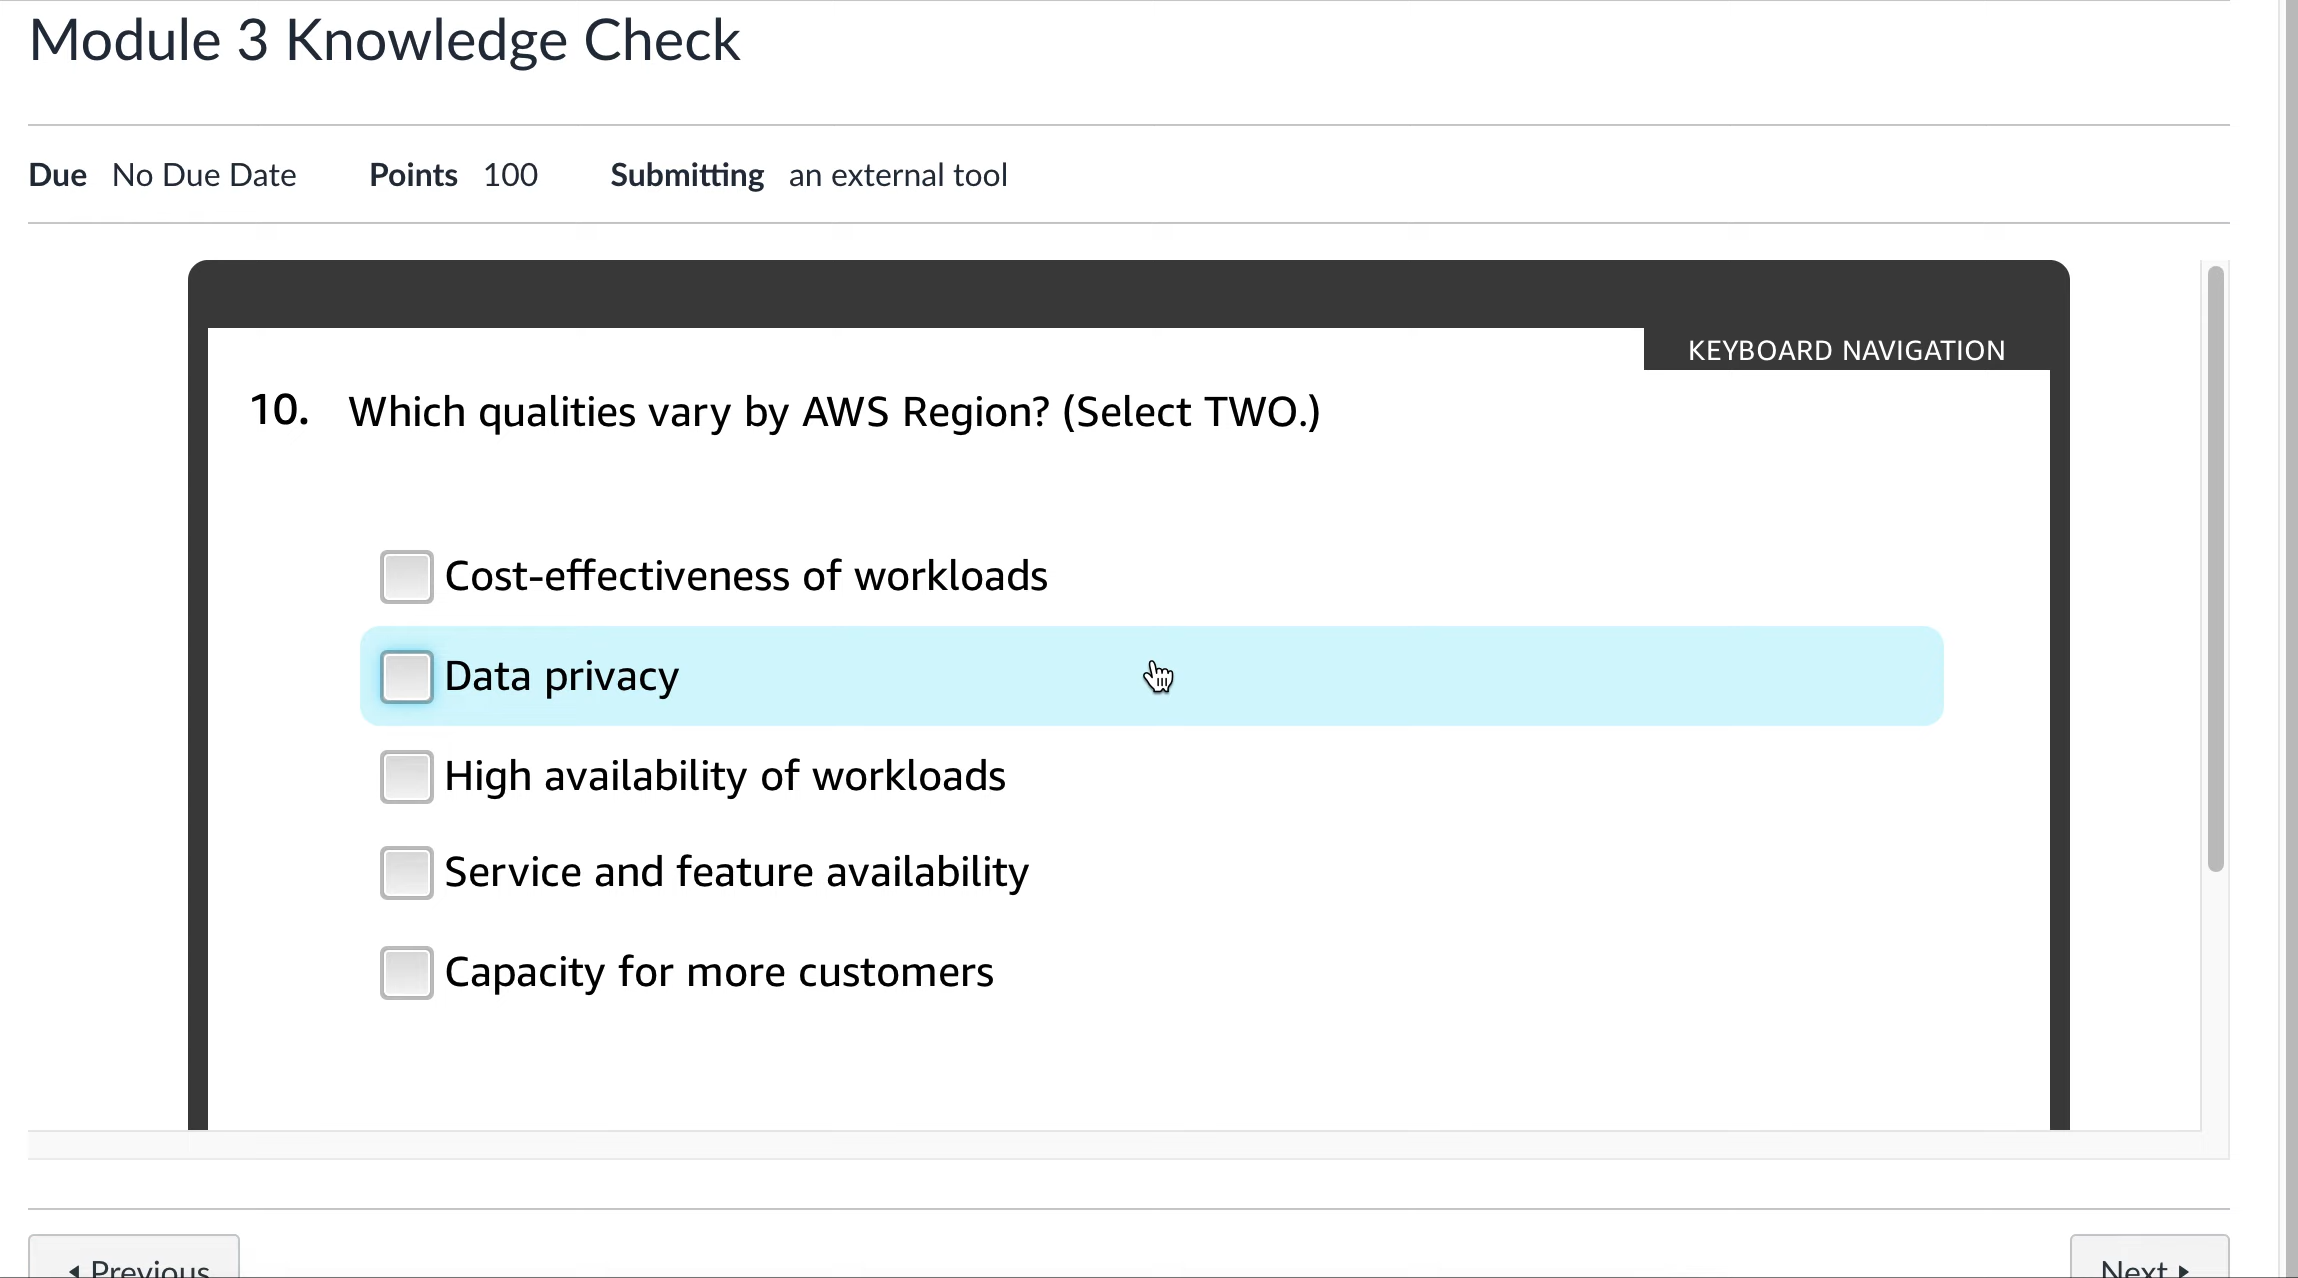 Module 3 Knowledge Check
Due No Due Date Points 100 Submitting an external tool
KEYBOARD NAVIGATION
10. Which qualities vary by AWS Region? (Select TWO.)
Cost-effectiveness of workloads
Data privacy
High availability of workloads
Service and feature availability
Capacity for more customers
Previous Next